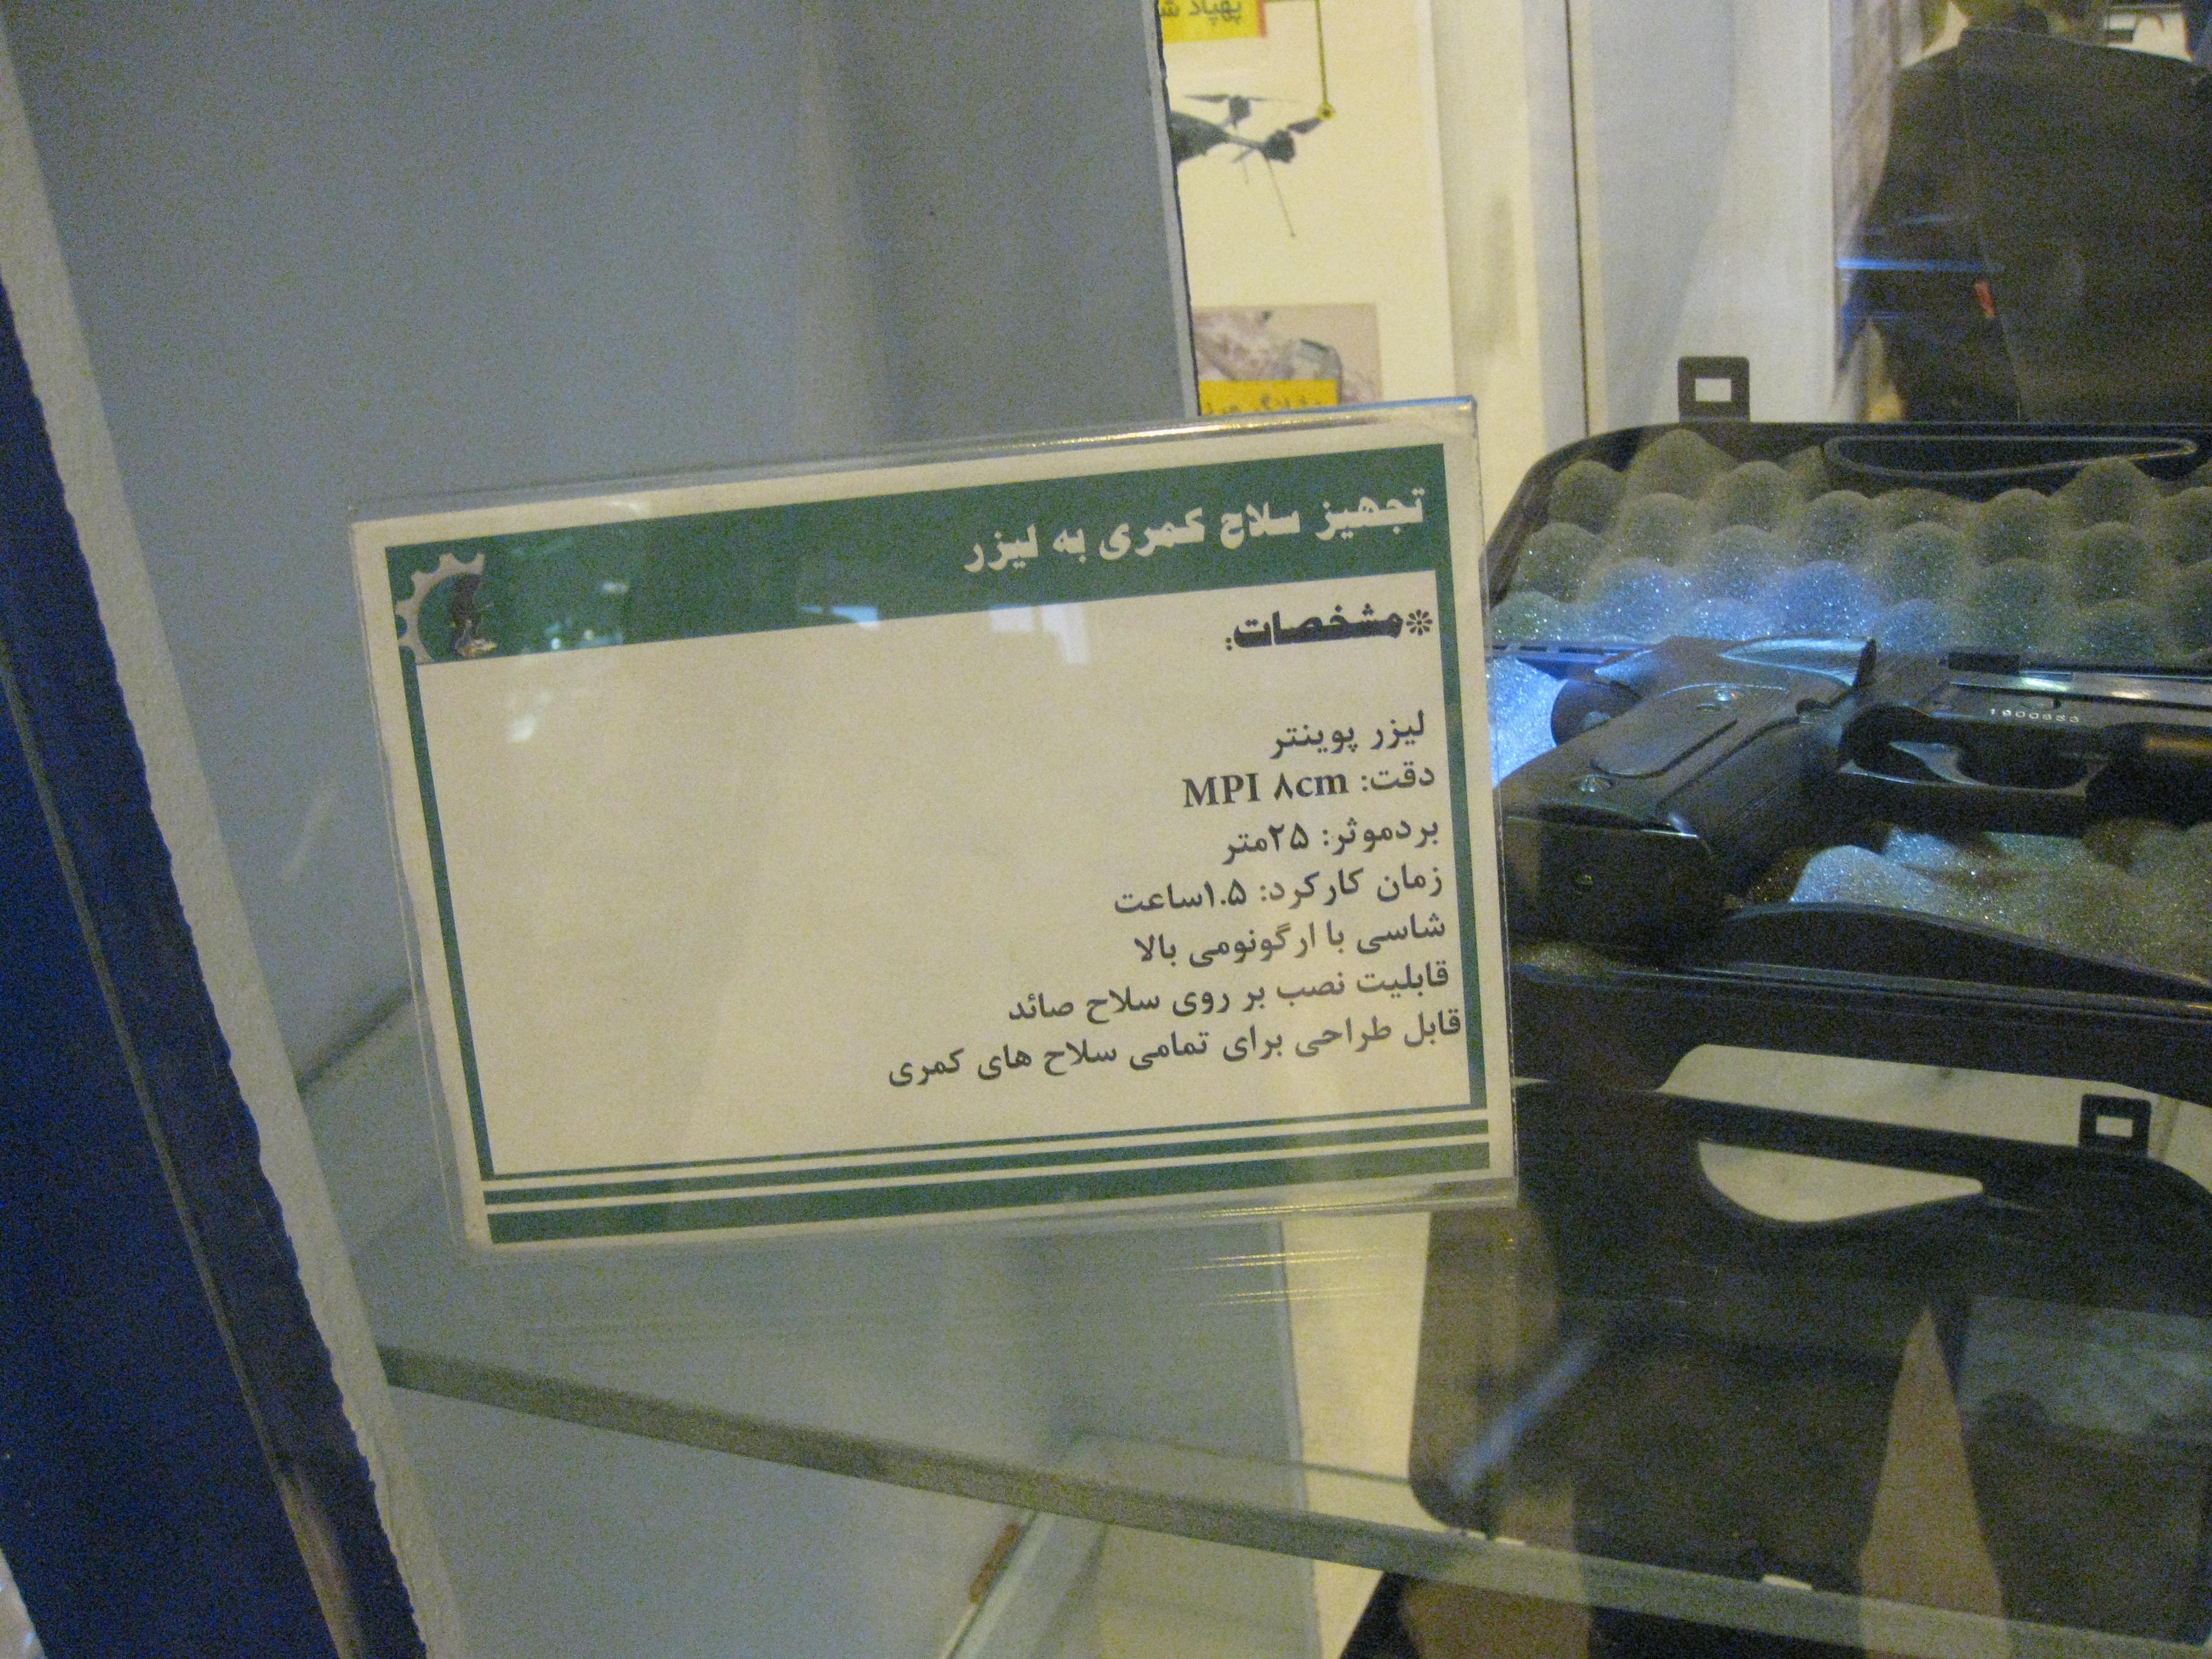 پهپاد
تجهیز سلاح کمری به لیزر
*مشخصات:
لیزر پوینتر
دقت: MPI ۸cm
بردموثر: ۲۵متر
زمان کارکرد: ۱.۵ساعت
شاسی با ارگونومی بالا
قابلیت نصب بر روی سلاح صائد
قابل طراحی برای تمامی سلاح های کمری